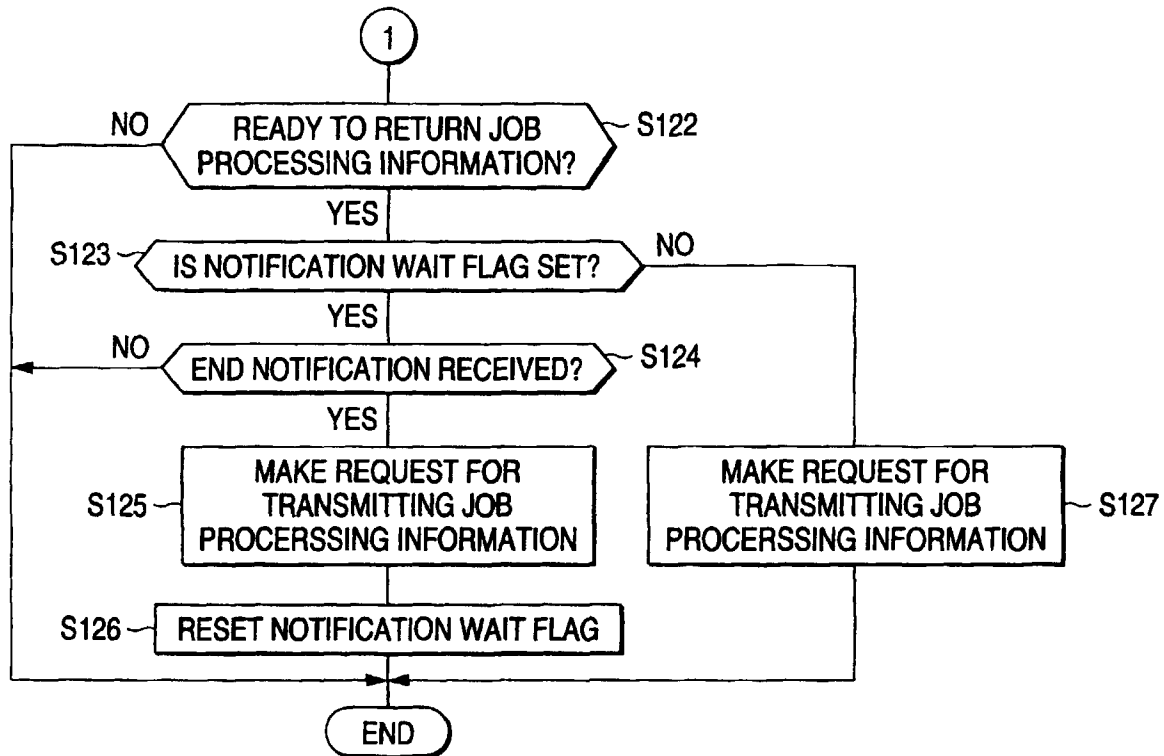 1
NO
READY TO RETURN JOB
PROCESSING INFORMATION?
S122
YES
S123
IS NOTIFICATION WAIT FLAG SET?
NO
YES
NO
END NOTIFICATION RECEIVED?
S124
YES
S125
MAKE REQUEST FOR
TRANSMITTING JOB
PROCERSSING INFORMATION
MAKE REQUEST FOR
TRANSMITTING JOB
PROCERSSING INFORMATION
S127
S126
RESET NOTIFICATION WAIT FLAG
END